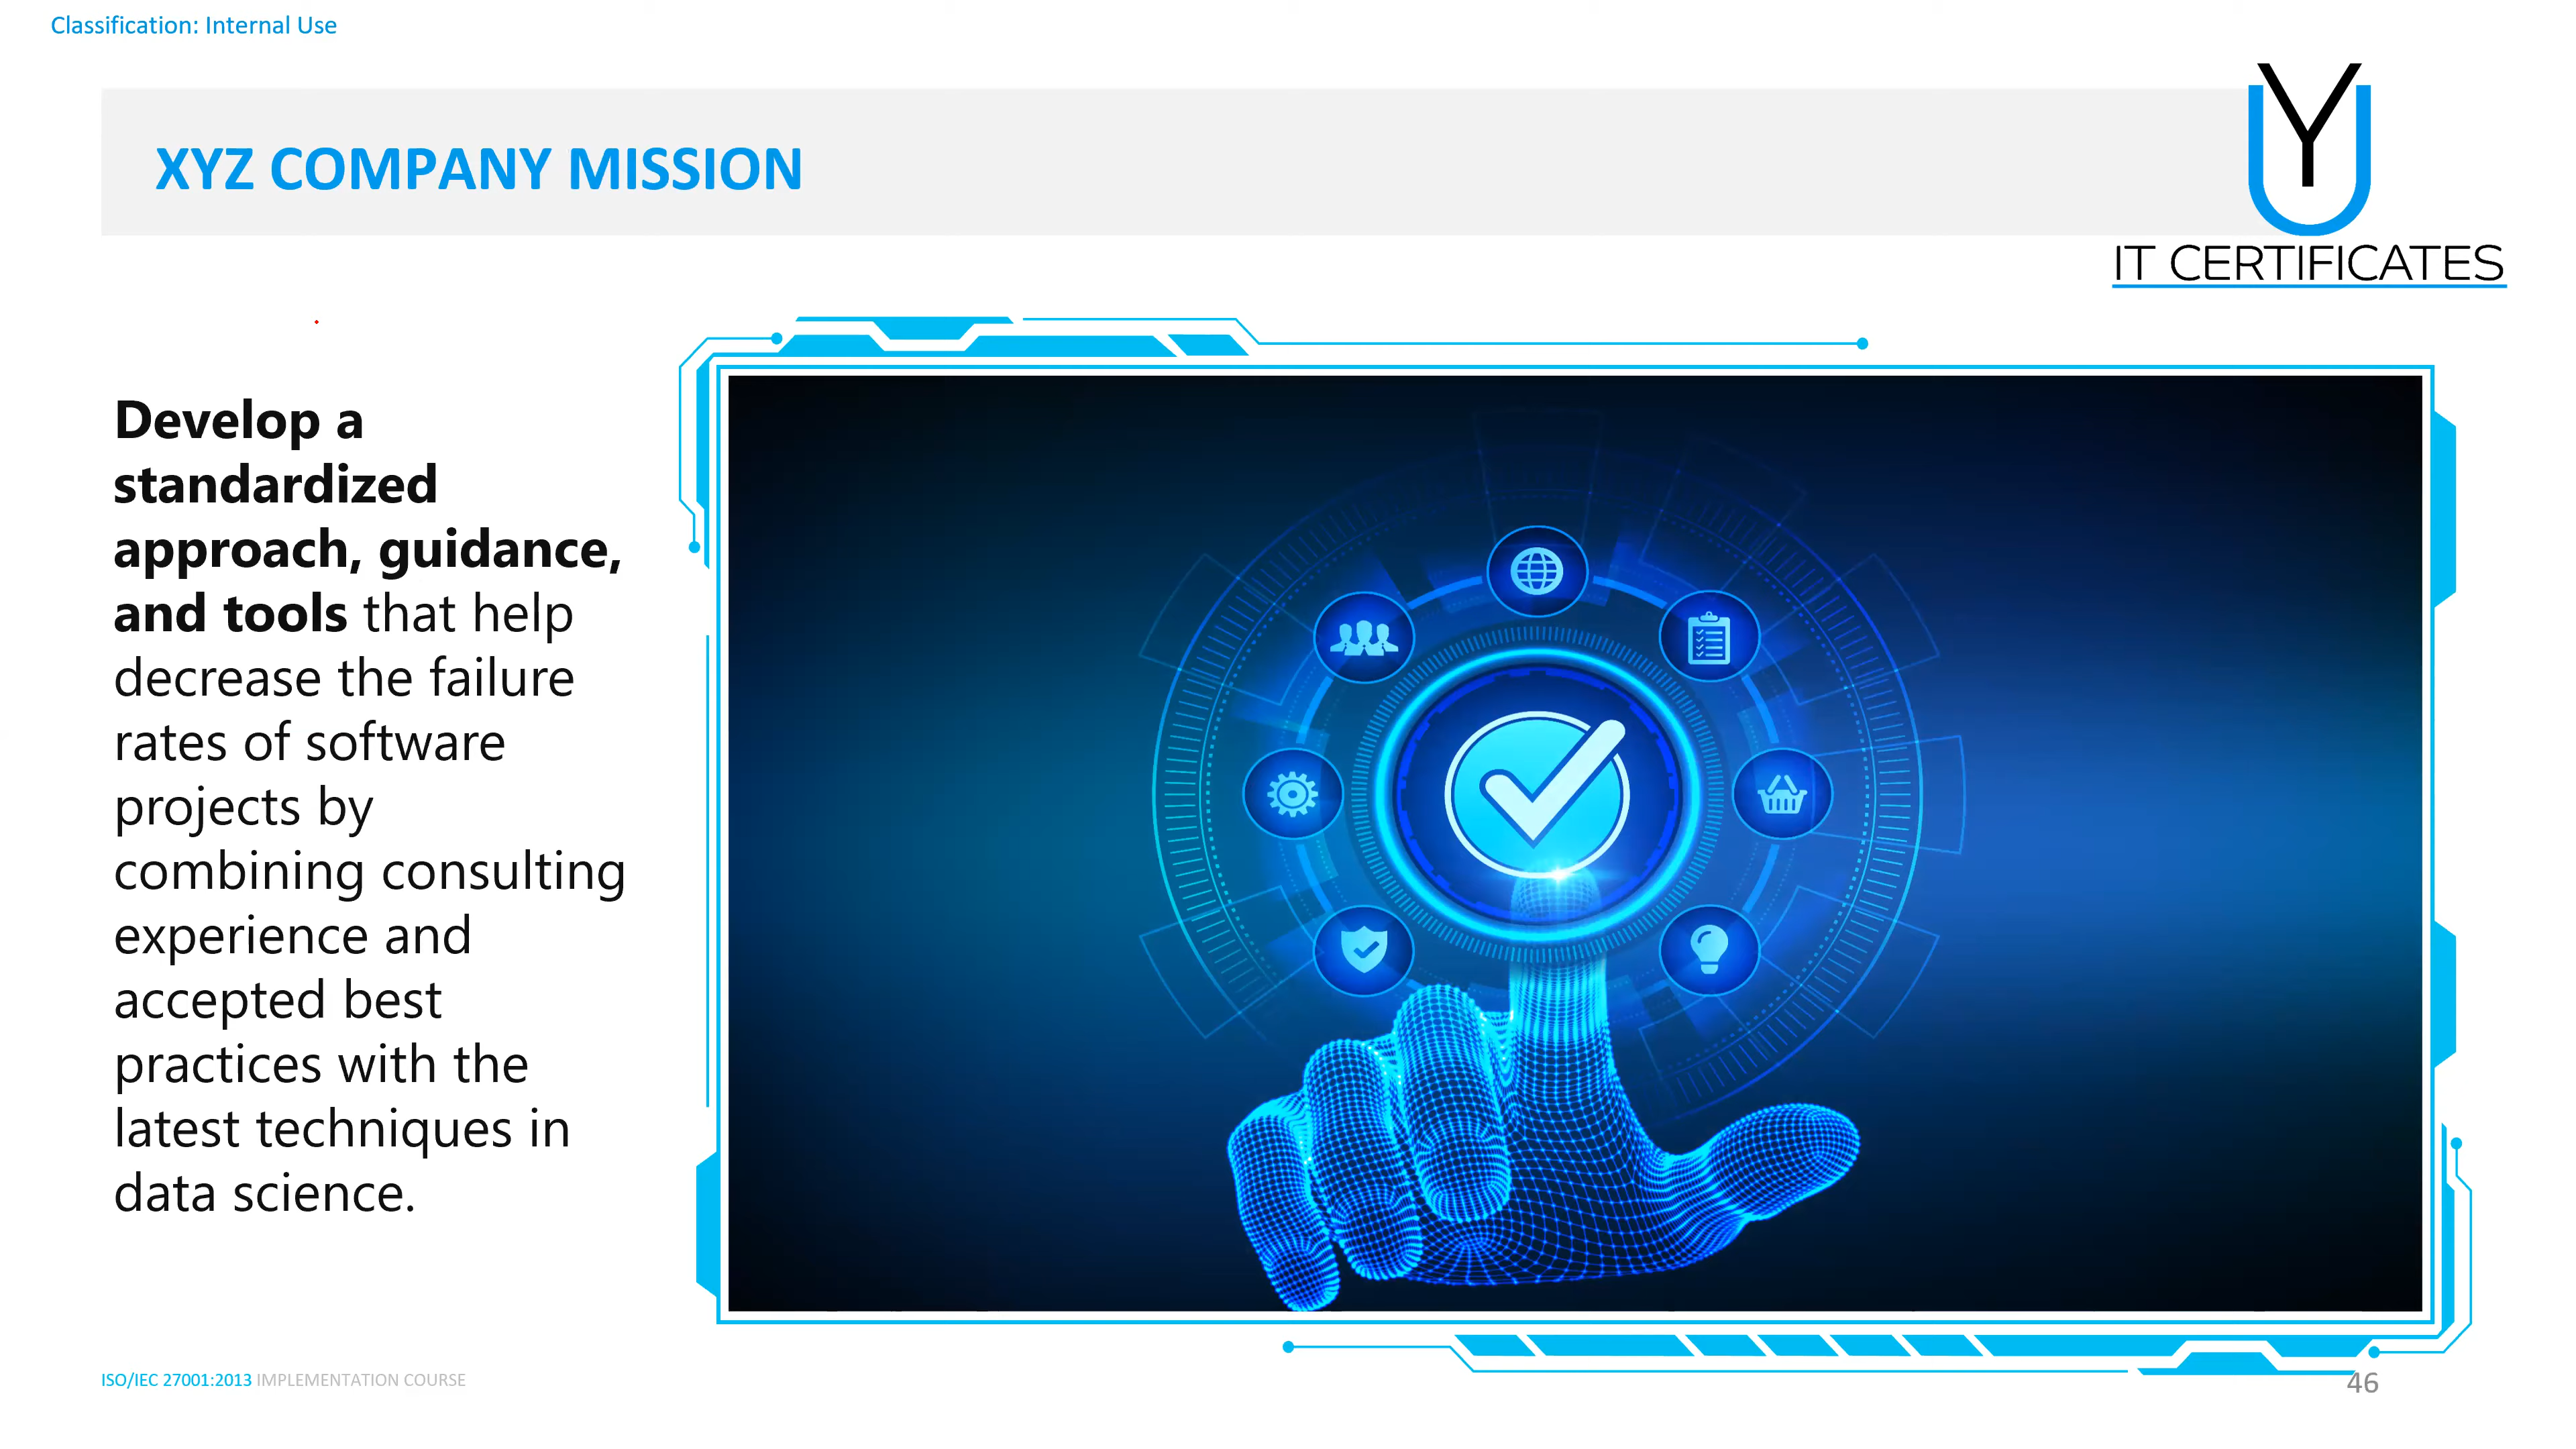 Classification: Internal Use
XYZ COMPANY MISSION
Y
U
IT CERTIFICATES
Develop a
standardized
approach, guidance,
and tools that help
decrease the failure
rates of software
projects by
combining consulting
experience and
accepted best
practices with the
latest techniques in
data science.
ISO/IEC 27001:2013 IMPLEMENTATION COURSE
46